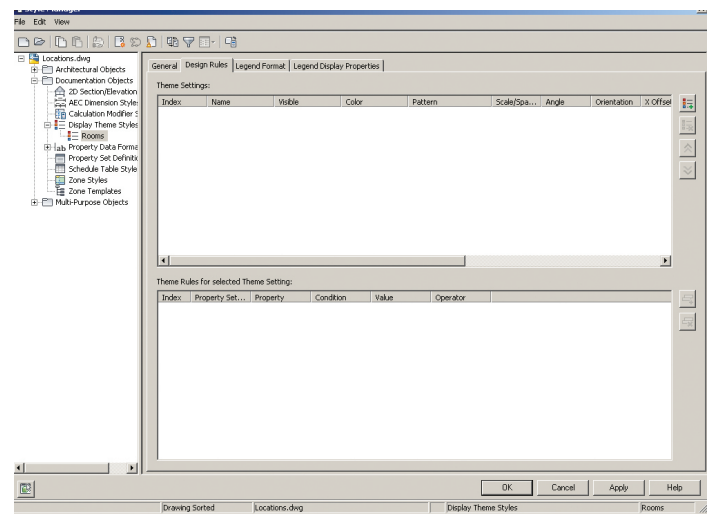 Style Manager
File Edit View
Locations.dwg
Architectural Objects
Documentation Objects
2D Section/Elevation
AEC Dimension Style
Calculation Modifier S
Display Theme Styles
Rooms
Property Data Forma
Property Set Definiti
Schedule Table Style
Zone Styles
Zone Templates
Multi-Purpose Objects
General Design Rules Legend Format Legend Display Properties
Theme Settings:
Index Name Visible Color Pattern Scale/Spa... Angle Orientation X Offset
Theme Rules for selected Theme Setting:
Index Property Set... Property Condition Value Operator
OK Cancel Apply Help
Drawing Sorted Locations.dwg Display Theme Styles Rooms